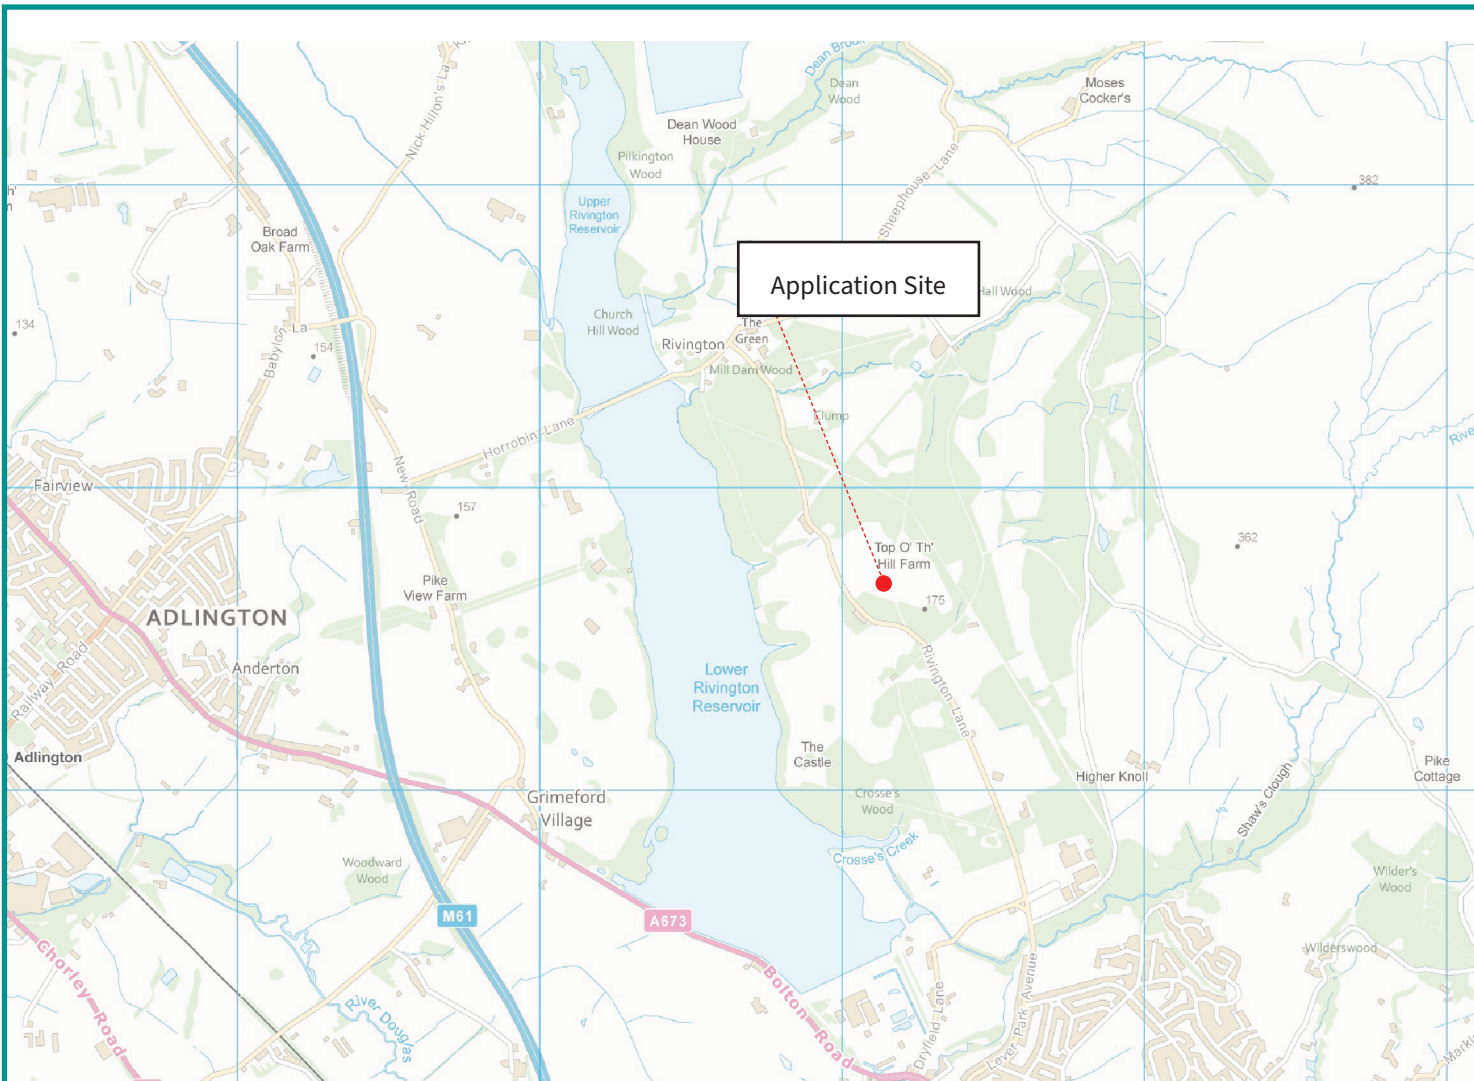 Dean Brook
Dean
Wood
Moses
Cocker's
Nick Hilton's La
Dean Wood
House
Pilkington
Wood
Sheephouse Lane
382
Upper
Rivington
Reservoir
Broad
Oak Farm
Application Site
Hall Wood
Church
Hill Wood
The
Green
Rivington
Mill Dam Wood
134
154
Babylon La
Clump
Horrobin Lane
New Road
Fairview
157
362
Top O' Th'
Hill Farm
175
Pike
View Farm
ADLINGTON
Anderton
Railway Road
Lower
Rivington
Reservoir
Rivington Lane
The
Castle
Adlington
Higher Knoll
Pike
Cottage
Crosse's
Wood
Grimeford
Village
Shaw's Clough
Crosse's Creek
Woodward
Wood
Wilder's
Wood
M61
A673
Wilderswood
Chorley Road
Bolton Road
River Douglas
Dryfield Lane
Lever Park Avenue